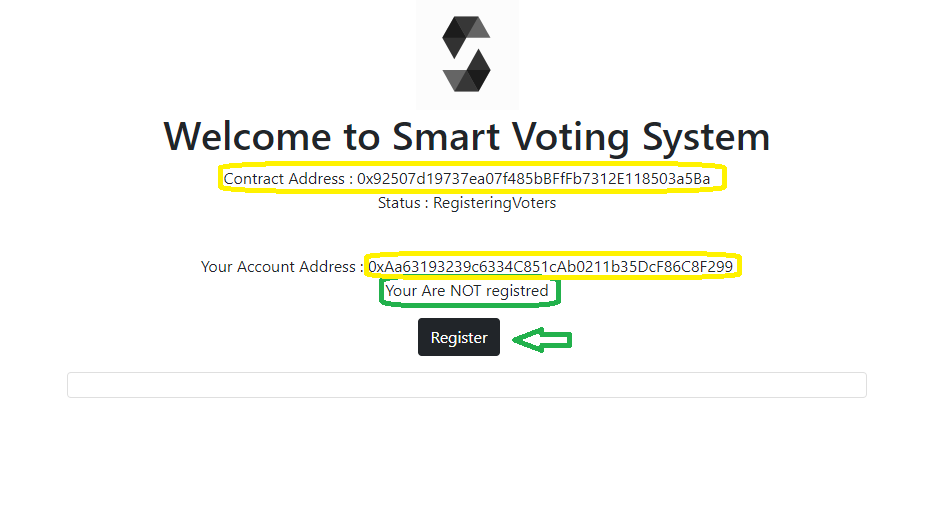 Welcome to Smart Voting System
Contract Address : 0x92507d19737ea07f485bBFfFb7312E118503a5Ba
Status : RegisteringVoters
Your Account Address : 0xAa63193239c6334C851cAb0211b35DcF86C8F299
Your Are NOT registred
Register